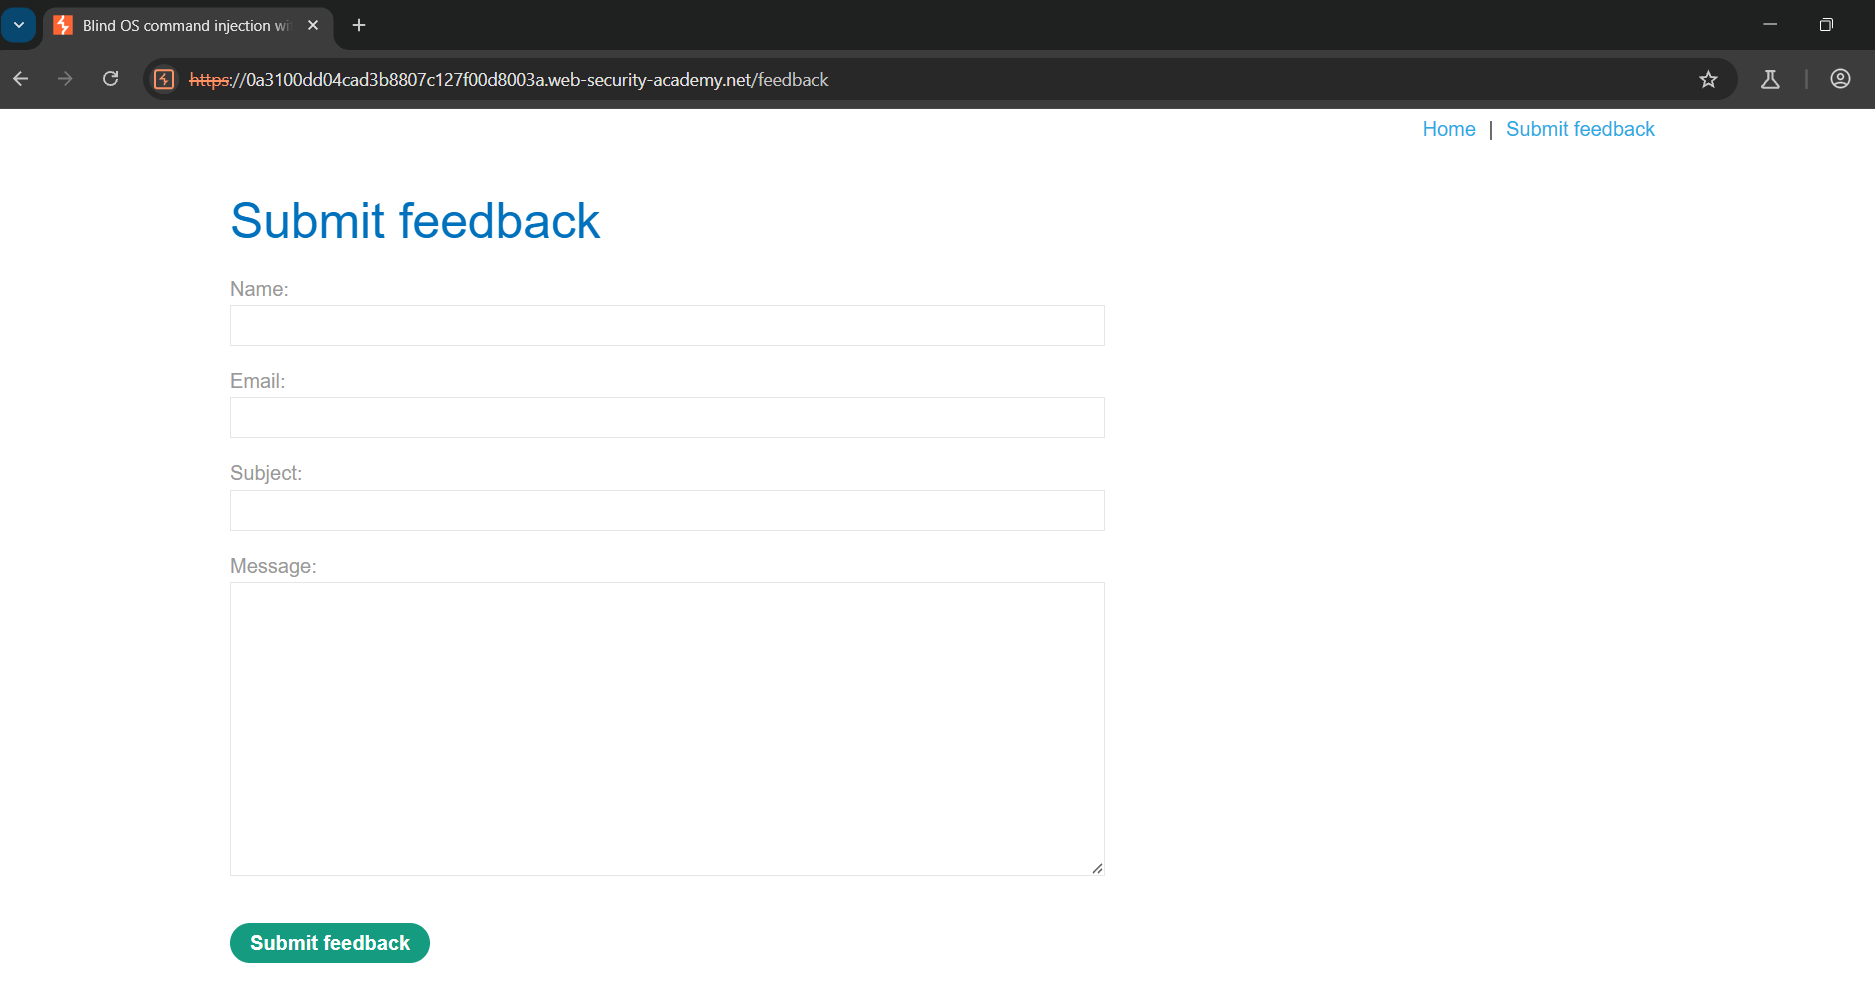 Blind OS command injection wi
https://0a3100dd04cad3b8807c127f00d8003a.web-security-academy.net/feedback
Home | Submit feedback
Submit feedback
Name:
Email:
Subject:
Message:
Submit feedback